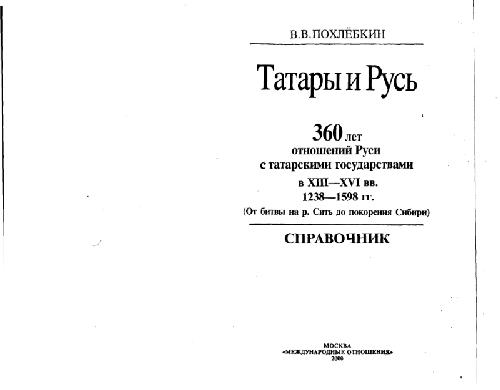 В. В. ПОХЛЁБКИН
Татары и Русь
360 лет
отношений Руси
с татарскими государствами
в XIII—XVI вв.
1238—1598 гг.
(От битвы на р. Сить до покорения Сибири)
СПРАВОЧНИК
МОСКВА
«МЕЖДУНАРОДНЫЕ ОТНОШЕНИЯ»
2000